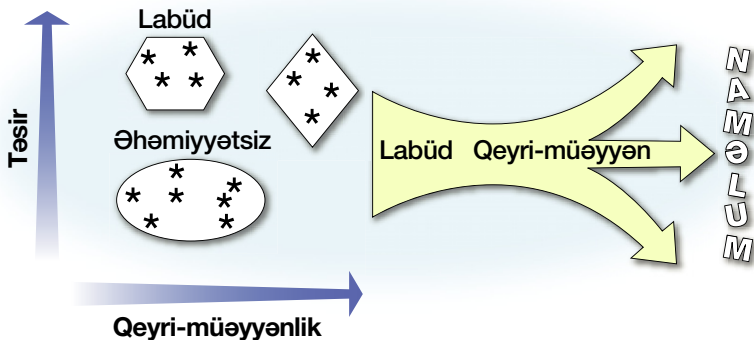 Labüd
* * * *
* * * *
Əhəmiyyətsiz
* * * * * * *
Təsir
Qeyri-müəyyənlik
Labüd Qeyri-müəyyən
NAMƏLUM